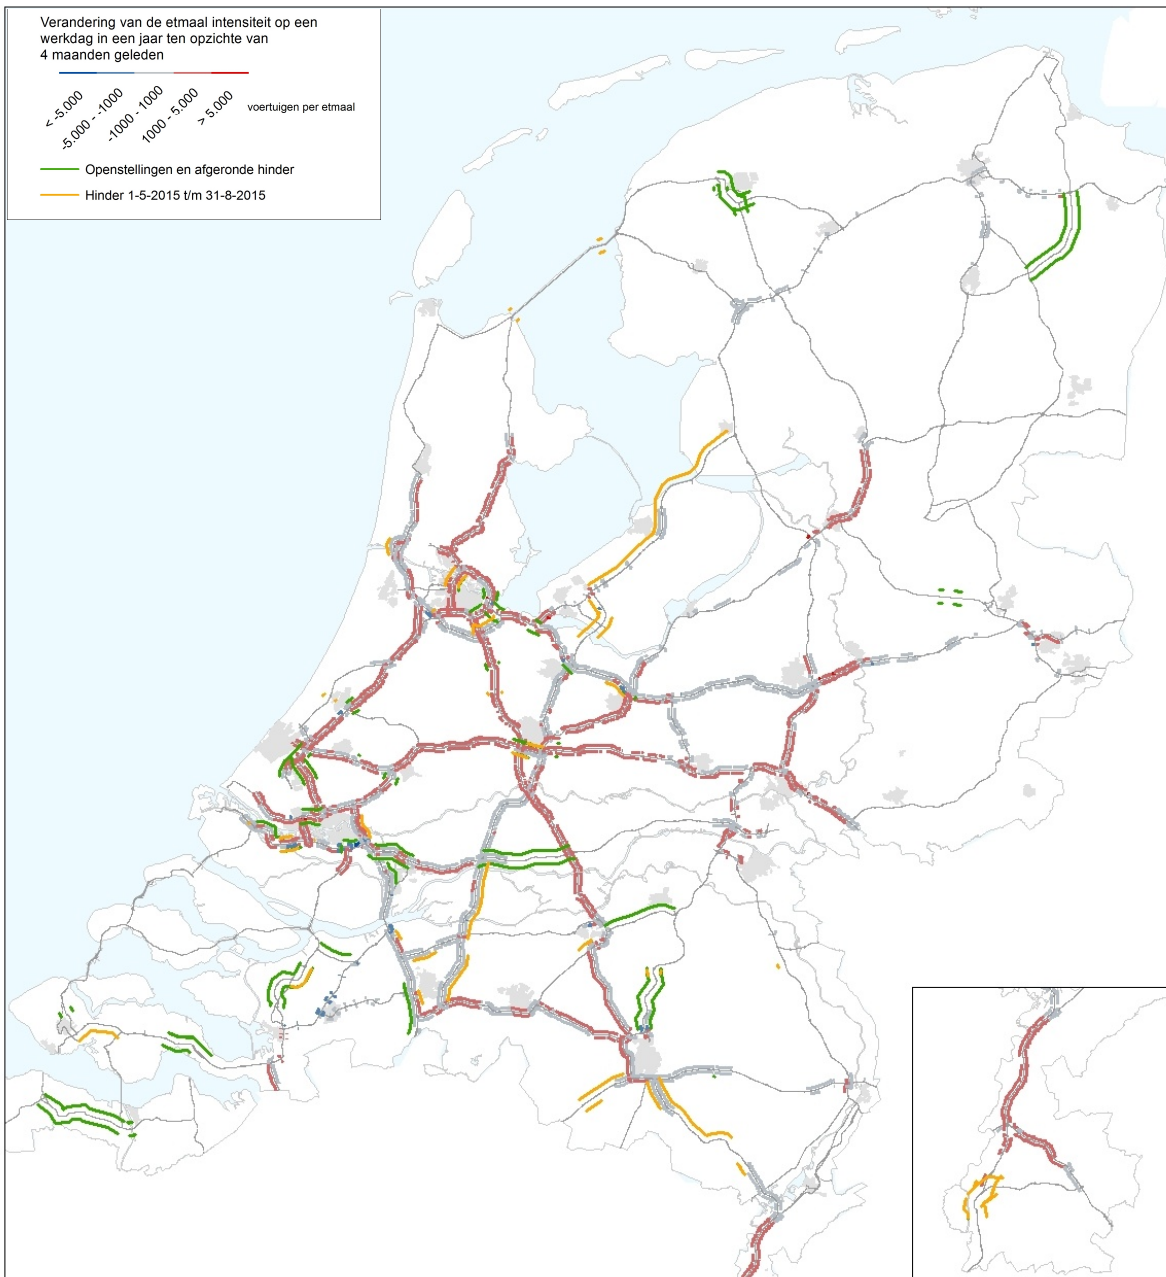 Verandering van de etmaal intensiteit op een
werkdag in een jaar ten opzichte van
4 maanden geleden
< -5.000
-5.000 - -1000
-1000 - 1000
1000 - 5.000
> 5.000
voertuigen per etmaal
Openstellingen en afgeronde hinder
Hinder 1-5-2015 t/m 31-8-2015